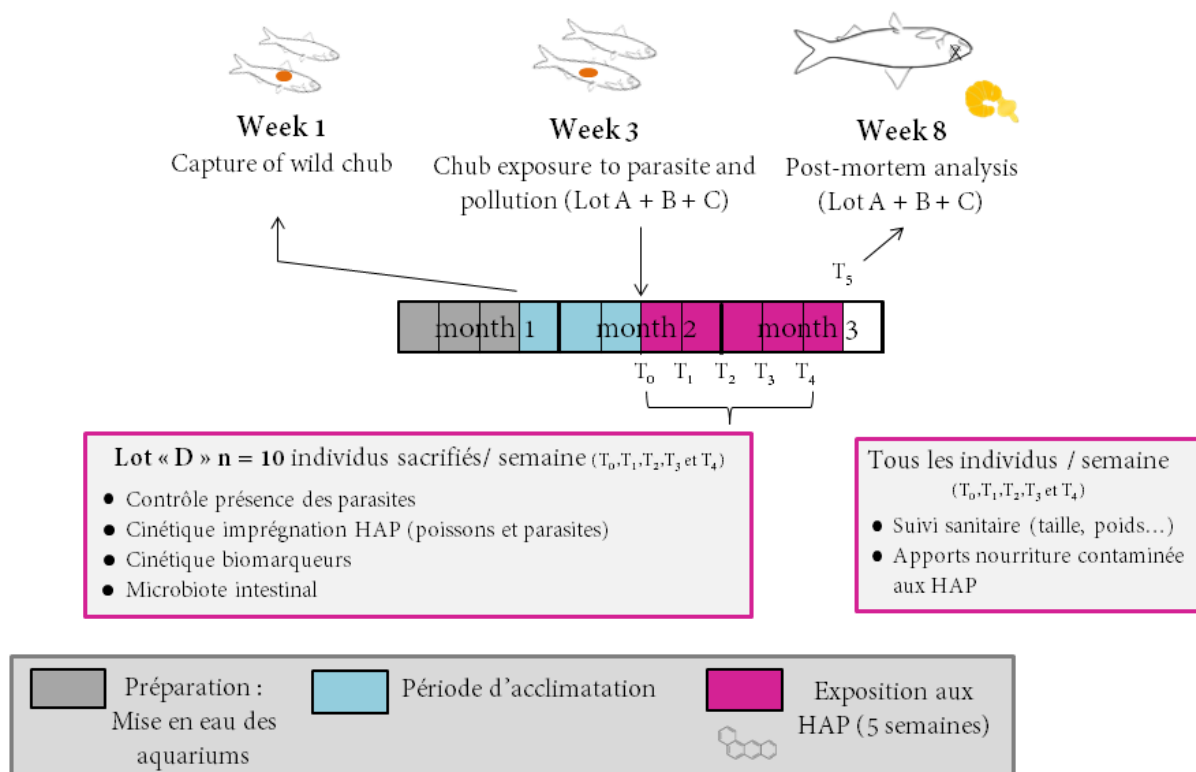 Week 1
Capture of wild chub
Week 3
Chub exposure to parasite and
pollution (Lot A + B + C)
Week 8
Post-mortem analysis
(Lot A + B + C)
T5
month 1
month 2
month 3
T0 T1 T2 T3 T4
Lot « D » n = 10 individus sacrifiés/ semaine (T0,T1,T2,T3 et T4)
● Contrôle présence des parasites
● Cinétique imprégnation HAP (poissons et parasites)
● Cinétique biomarqueurs
● Microbiote intestinal
Tous les individus / semaine
(T0,T1,T2,T3 et T4)
● Suivi sanitaire (taille, poids...)
● Apports nourriture contaminée
aux HAP
Préparation :
Mise en eau des
aquariums
Période d'acclimatation
Exposition aux
HAP (5 semaines)